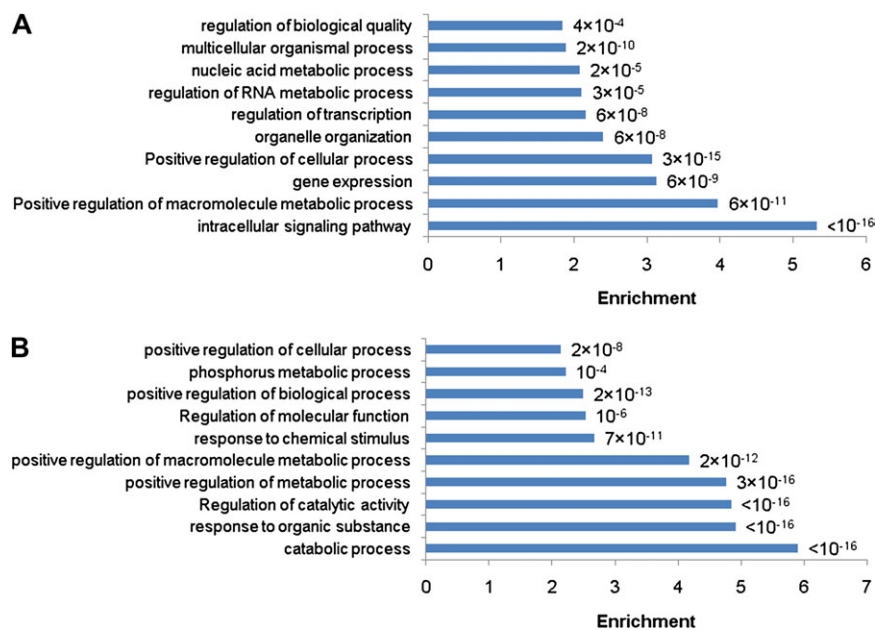 A
regulation of biological quality 4×10⁻⁴
multicellular organismal process 2×10⁻¹⁰
nucleic acid metabolic process 2×10⁻⁵
regulation of RNA metabolic process 3×10⁻⁵
regulation of transcription 6×10⁻⁸
organelle organization 6×10⁻⁸
Positive regulation of cellular process 3×10⁻¹⁵
gene expression 6×10⁻⁹
Positive regulation of macromolecule metabolic process 6×10⁻¹¹
intracellular signaling pathway <10⁻¹⁶
0 1 2 3 4 5 6
Enrichment
B
positive regulation of cellular process 2×10⁻⁸
phosphorus metabolic process 10⁻⁴
positive regulation of biological process 2×10⁻¹³
Regulation of molecular function 10⁻⁶
response to chemical stimulus 7×10⁻¹¹
positive regulation of macromolecule metabolic process 2×10⁻¹²
positive regulation of metabolic process 3×10⁻¹⁶
Regulation of catalytic activity <10⁻¹⁶
response to organic substance <10⁻¹⁶
catabolic process <10⁻¹⁶
0 1 2 3 4 5 6 7
Enrichment